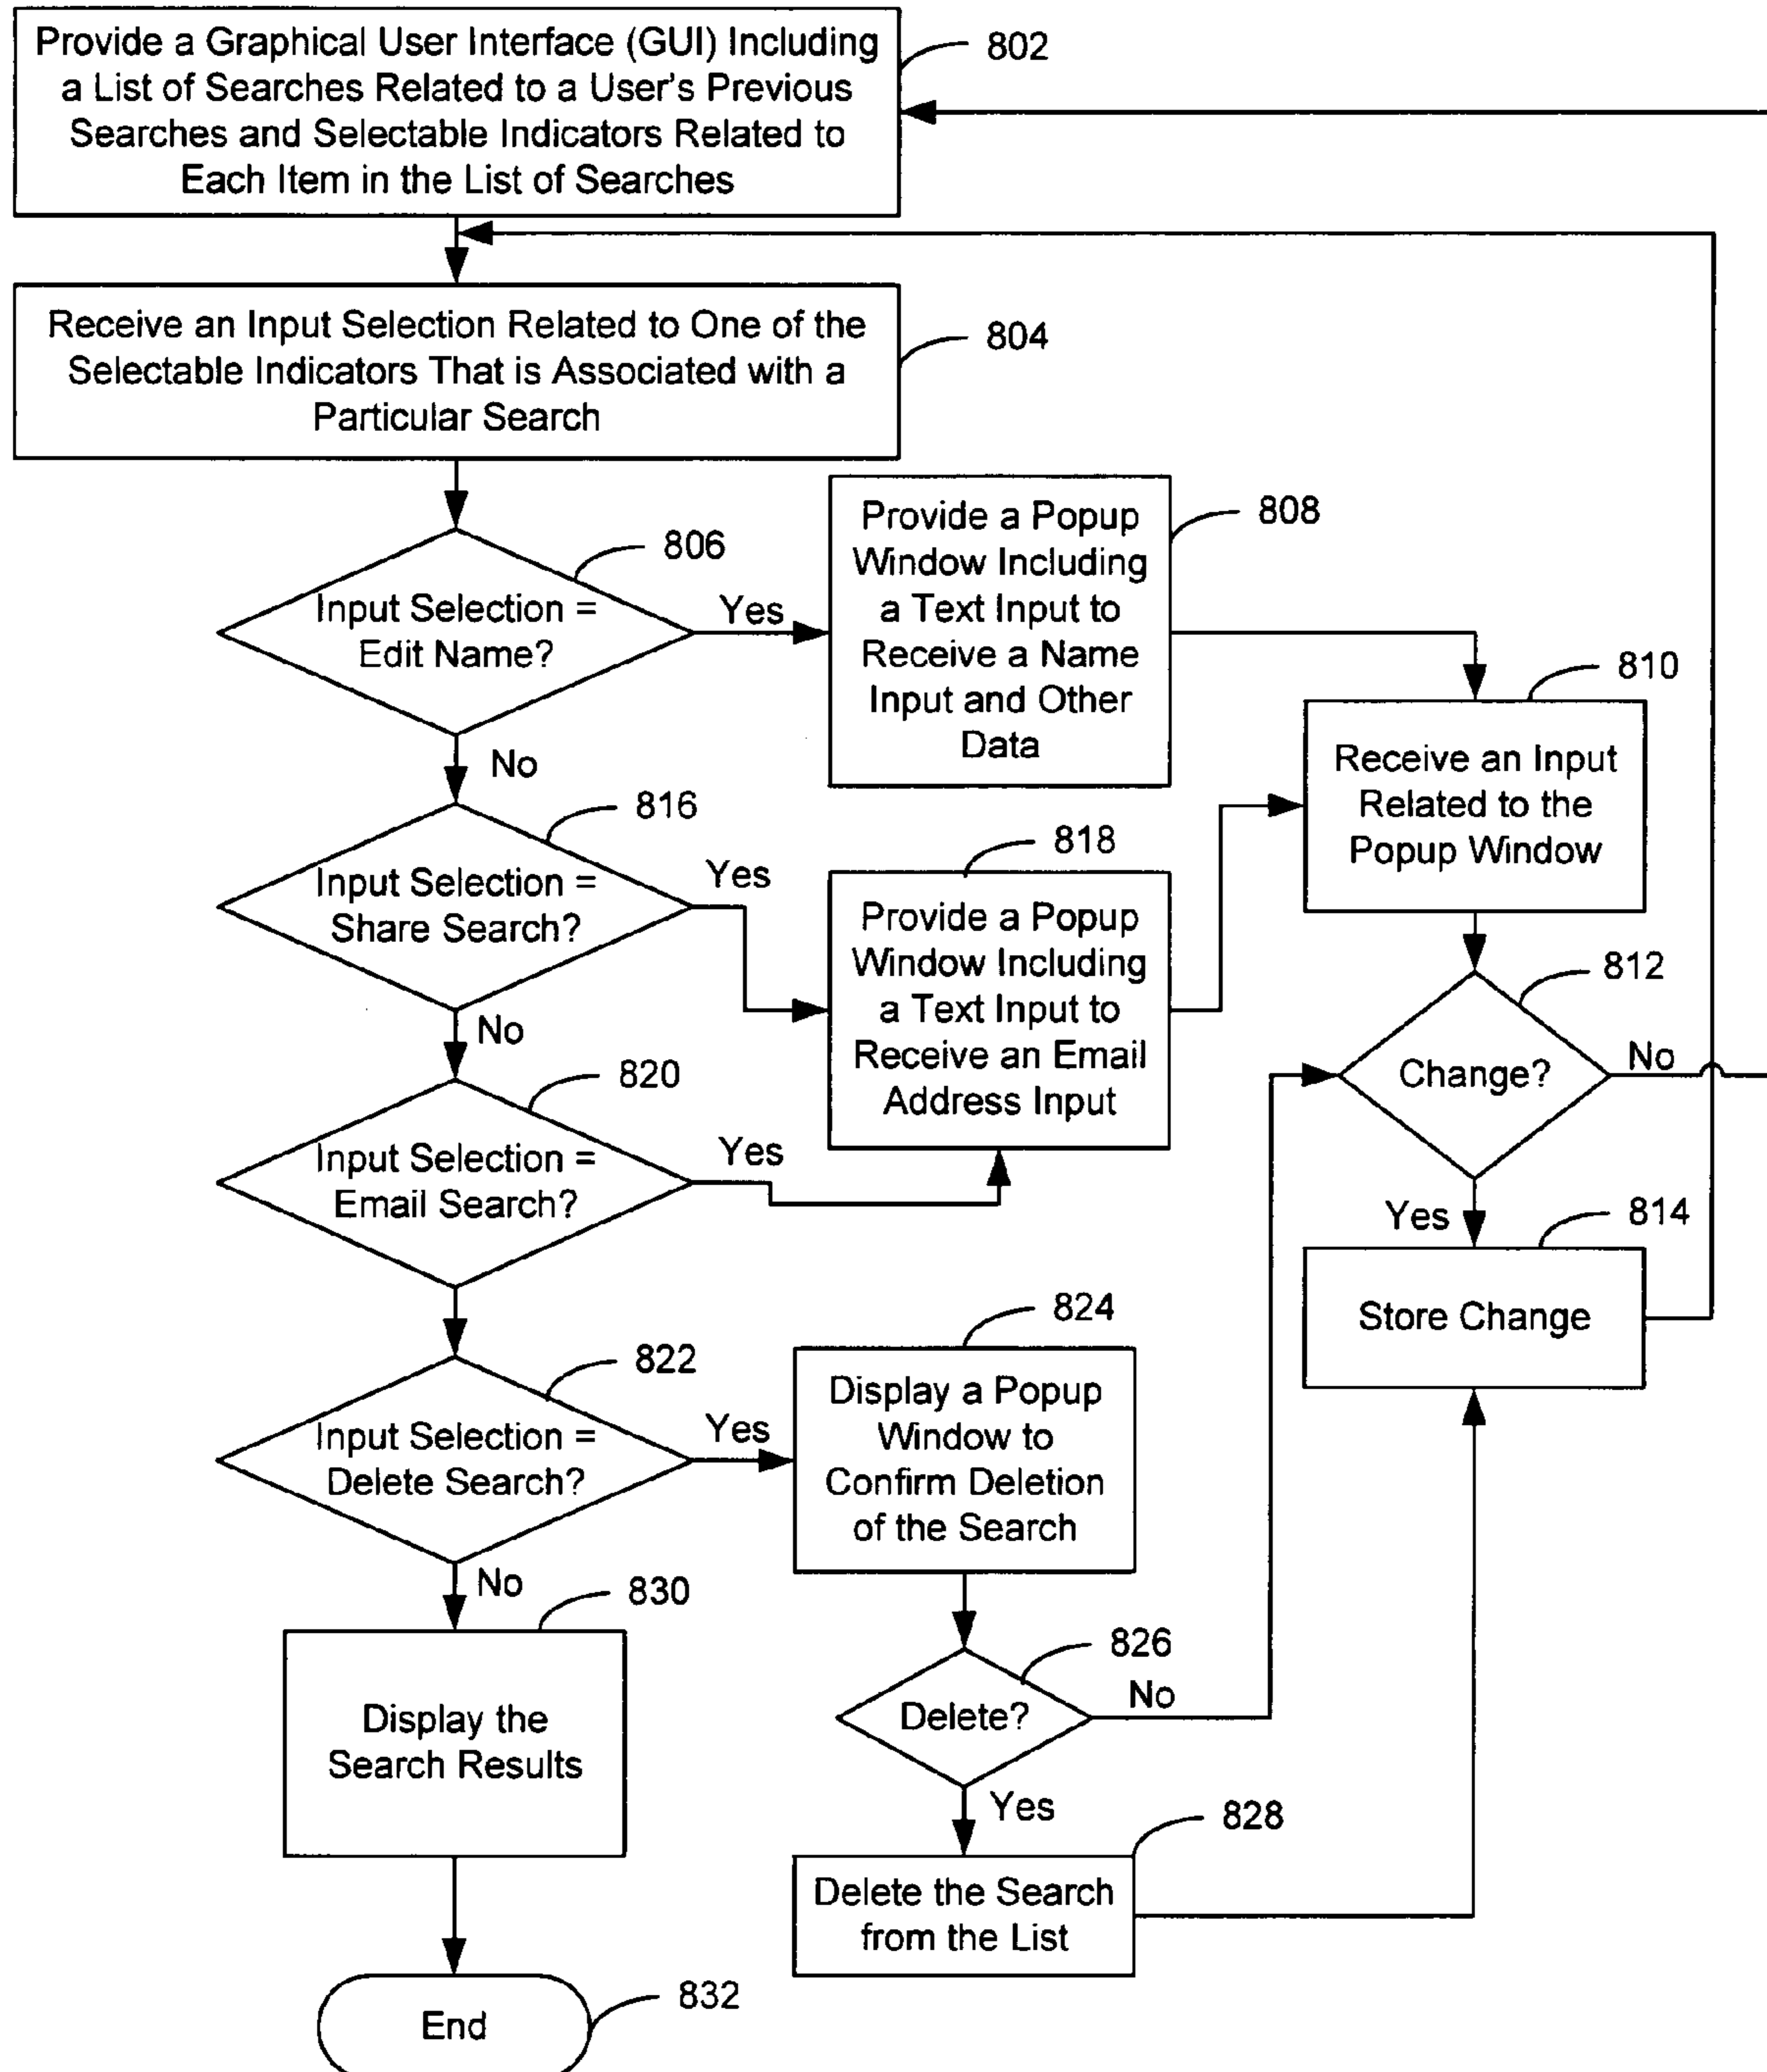 Provide a Graphical User Interface (GUI) Including
a List of Searches Related to a User's Previous
Searches and Selectable Indicators Related to
Each Item in the List of Searches
802
Receive an Input Selection Related to One of the
Selectable Indicators That is Associated with a
Particular Search
804
806
Input Selection =
Edit Name?
Yes
No
808
Provide a Popup
Window Including
a Text Input to
Receive a Name
Input and Other
Data
810
Receive an Input
Related to the
Popup Window
816
Input Selection =
Share Search?
Yes
No
818
Provide a Popup
Window Including
a Text Input to
Receive an Email
Address Input
812
Change?
No
Yes
814
Store Change
820
Input Selection =
Email Search?
Yes
822
Input Selection =
Delete Search?
Yes
No
824
Display a Popup
Window to
Confirm Deletion
of the Search
826
Delete?
No
Yes
828
Delete the Search
from the List
830
Display the
Search Results
End
832